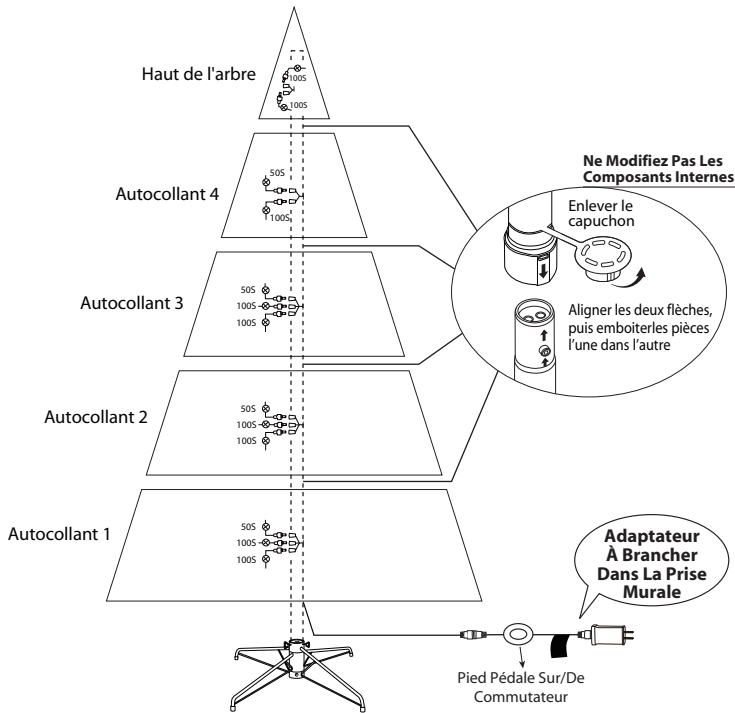 Haut de l'arbre
100S
100S
Autocollant 4
50S
100S
Autocollant 3
50S
100S
100S
Autocollant 2
50S
100S
100S
Autocollant 1
50S
100S
100S
Ne Modifiez Pas Les
Composants Internes
Enlever le
capuchon
Aligner les deux flèches,
puis emboiterles pièces
l'une dans l'autre
Adaptateur
À Brancher
Dans La Prise
Murale
Pied Pédale Sur/De
Commutateur